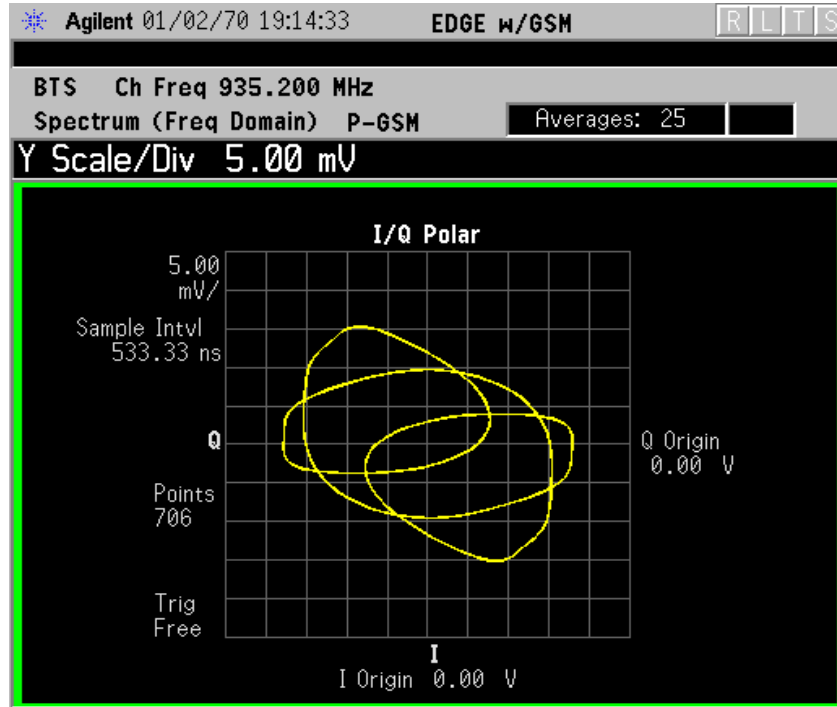 Agilent 01/02/70 19:14:33 EDGE w/GSM R L T S
BTS Ch Freq 935.200 MHz
Spectrum (Freq Domain) P-GSM Averages: 25
Y Scale/Div 5.00 mV
I/Q Polar
5.00
mV/
Sample Intvl
533.33 ns
Q
Q Origin
0.00 V
Points
706
Trig
Free
I
I Origin 0.00 V